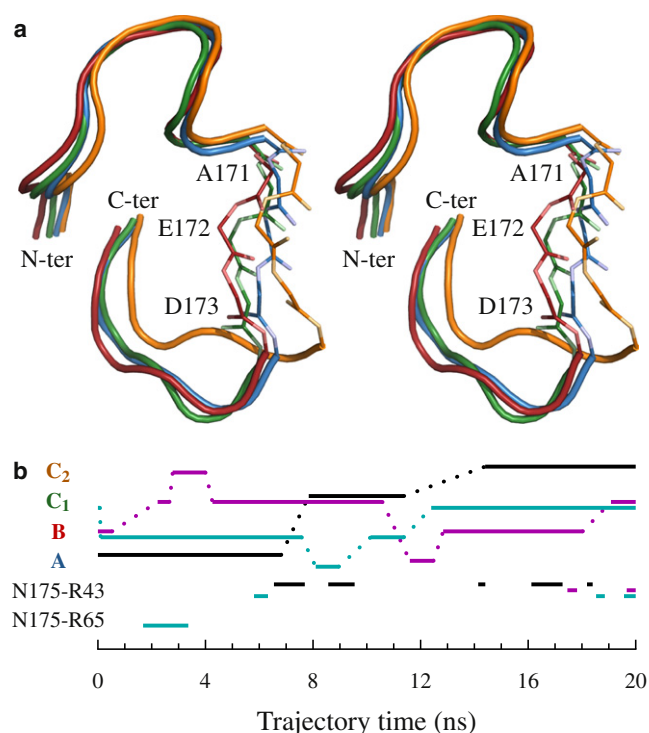 a
A171 A171
C-ter C-ter
E172 E172
N-ter N-ter
D173 D173
b
C2
C1
B
A
N175-R43
N175-R65
0 4 8 12 16 20
Trajectory time (ns)